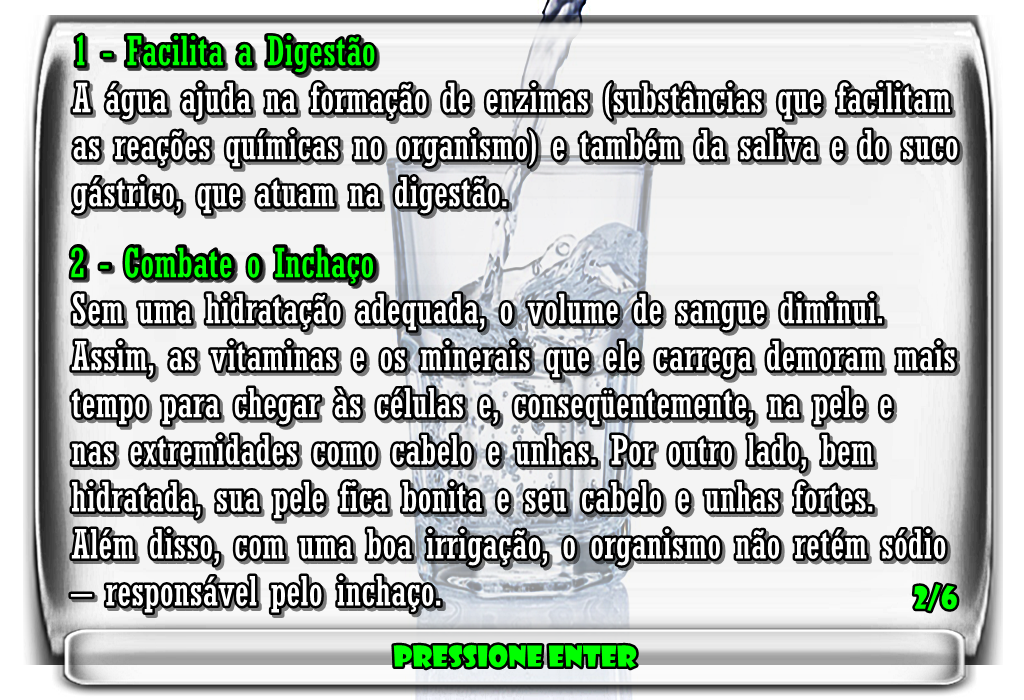 1 - Facilita a Digestão
A água ajuda na formação de enzimas (substâncias que facilitam
as reações químicas no organismo) e também da saliva e do suco
gástrico, que atuam na digestão.
2 - Combate o Inchaço
Sem uma hidratação adequada, o volume de sangue diminui.
Assim, as vitaminas e os minerais que ele carrega demoram mais
tempo para chegar às células e, conseqüentemente, na pele e
nas extremidades como cabelo e unhas. Por outro lado, bem
hidratada, sua pele fica bonita e seu cabelo e unhas fortes.
Além disso, com uma boa irrigação, o organismo não retém sódio
– responsável pelo inchaço.
2/6
PRESSIONE ENTER